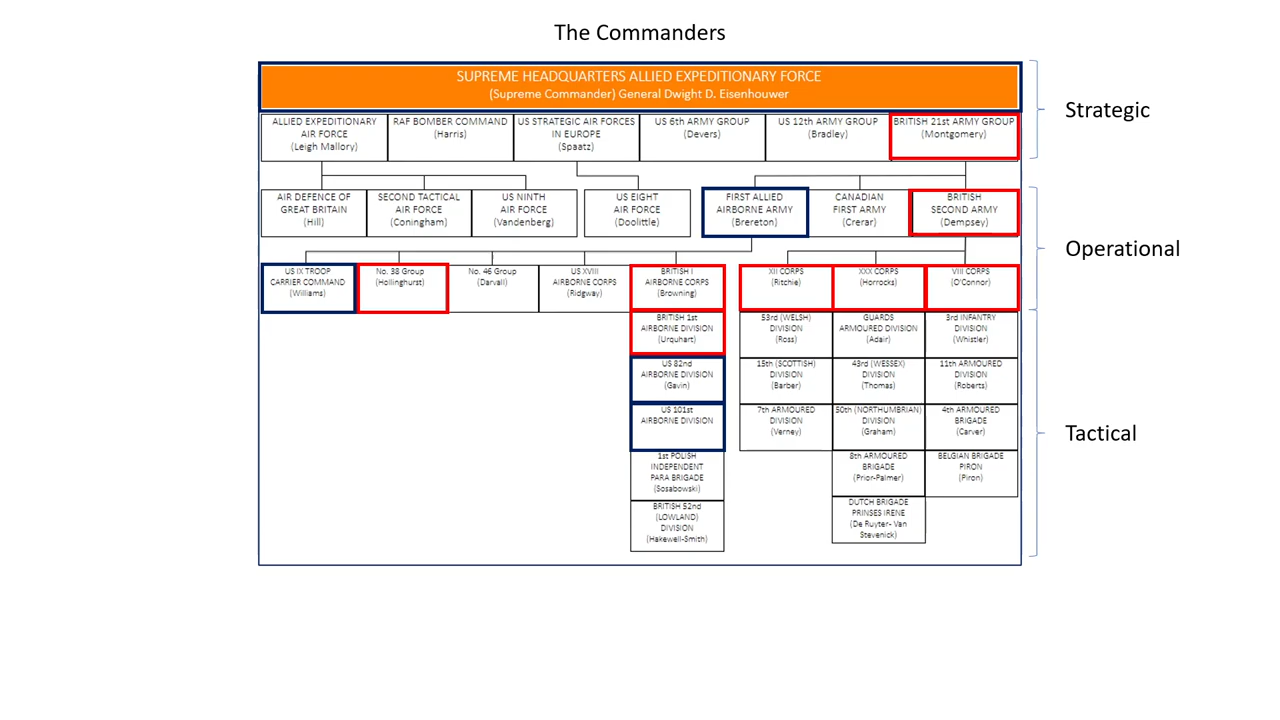 The Commanders
SUPREME HEADQUARTERS ALLIED EXPEDITIONARY FORCE
(Supreme Commander) General Dwight D. Eisenhouwer
Strategic
ALLIED EXPEDITIONARY
AIR FORCE
(Leigh Mallory)
RAF BOMBER COMMAND
(Harris)
US STRATEGIC AIR FORCES
IN EUROPE
(Spaatz)
US 6th ARMY GROUP
(Devers)
US 12th ARMY GROUP
(Bradley)
BRITISH 21st ARMY GROUP
(Montgomery)
AIR DEFENCE OF
GREAT BRITAIN
(Hill)
SECOND TACTICAL
AIR FORCE
(Coningham)
US NINTH
AIR FORCE
(Vandenberg)
US EIGHT
AIR FORCE
(Doolittle)
FIRST ALLIED
AIRBORNE ARMY
(Brereton)
CANADIAN
FIRST ARMY
(Crerar)
BRITISH
SECOND ARMY
(Dempsey)
Operational
US IX TROOP
CARRIER COMMAND
(Williams)
No. 38 Group
(Hollinghurst)
No. 46 Group
(Darvall)
US XVIII
AIRBORNE CORPS
(Ridgway)
BRITISH I
AIRBORNE CORPS
(Browning)
XII CORPS
(Ritchie)
XXX CORPS
(Horrocks)
VIII CORPS
(O'Connor)
BRITISH 1st
AIRBORNE DIVISION
(Urquhart)
53rd (WELSH)
DIVISION
(Ross)
GUARDS
ARMOURED DIVISION
(Adair)
3rd INFANTRY
DIVISION
(Whistler)
US 82nd
AIRBORNE DIVISION
(Gavin)
15th (SCOTTISH)
DIVISION
(Barber)
43rd (WESSEX)
DIVISION
(Thomas)
11th ARMOURED
DIVISION
(Roberts)
US 101st
AIRBORNE DIVISION
7th ARMOURED
DIVISION
(Verney)
50th (NORTHUMBRIAN)
DIVISION
(Graham)
4th ARMOURED
BRIGADE
(Carver)
Tactical
1st POLISH
INDEPENDENT
PARA BRIGADE
(Sosabowski)
8th ARMOURED
BRIGADE
(Prior-Palmer)
BELGIAN BRIGADE
PIRON
(Piron)
BRITISH 52nd
(LOWLAND)
DIVISION
(Hakewell-Smith)
DUTCH BRIGADE
PRINSES IRENE
(De Ruyter- Van
Stevenick)